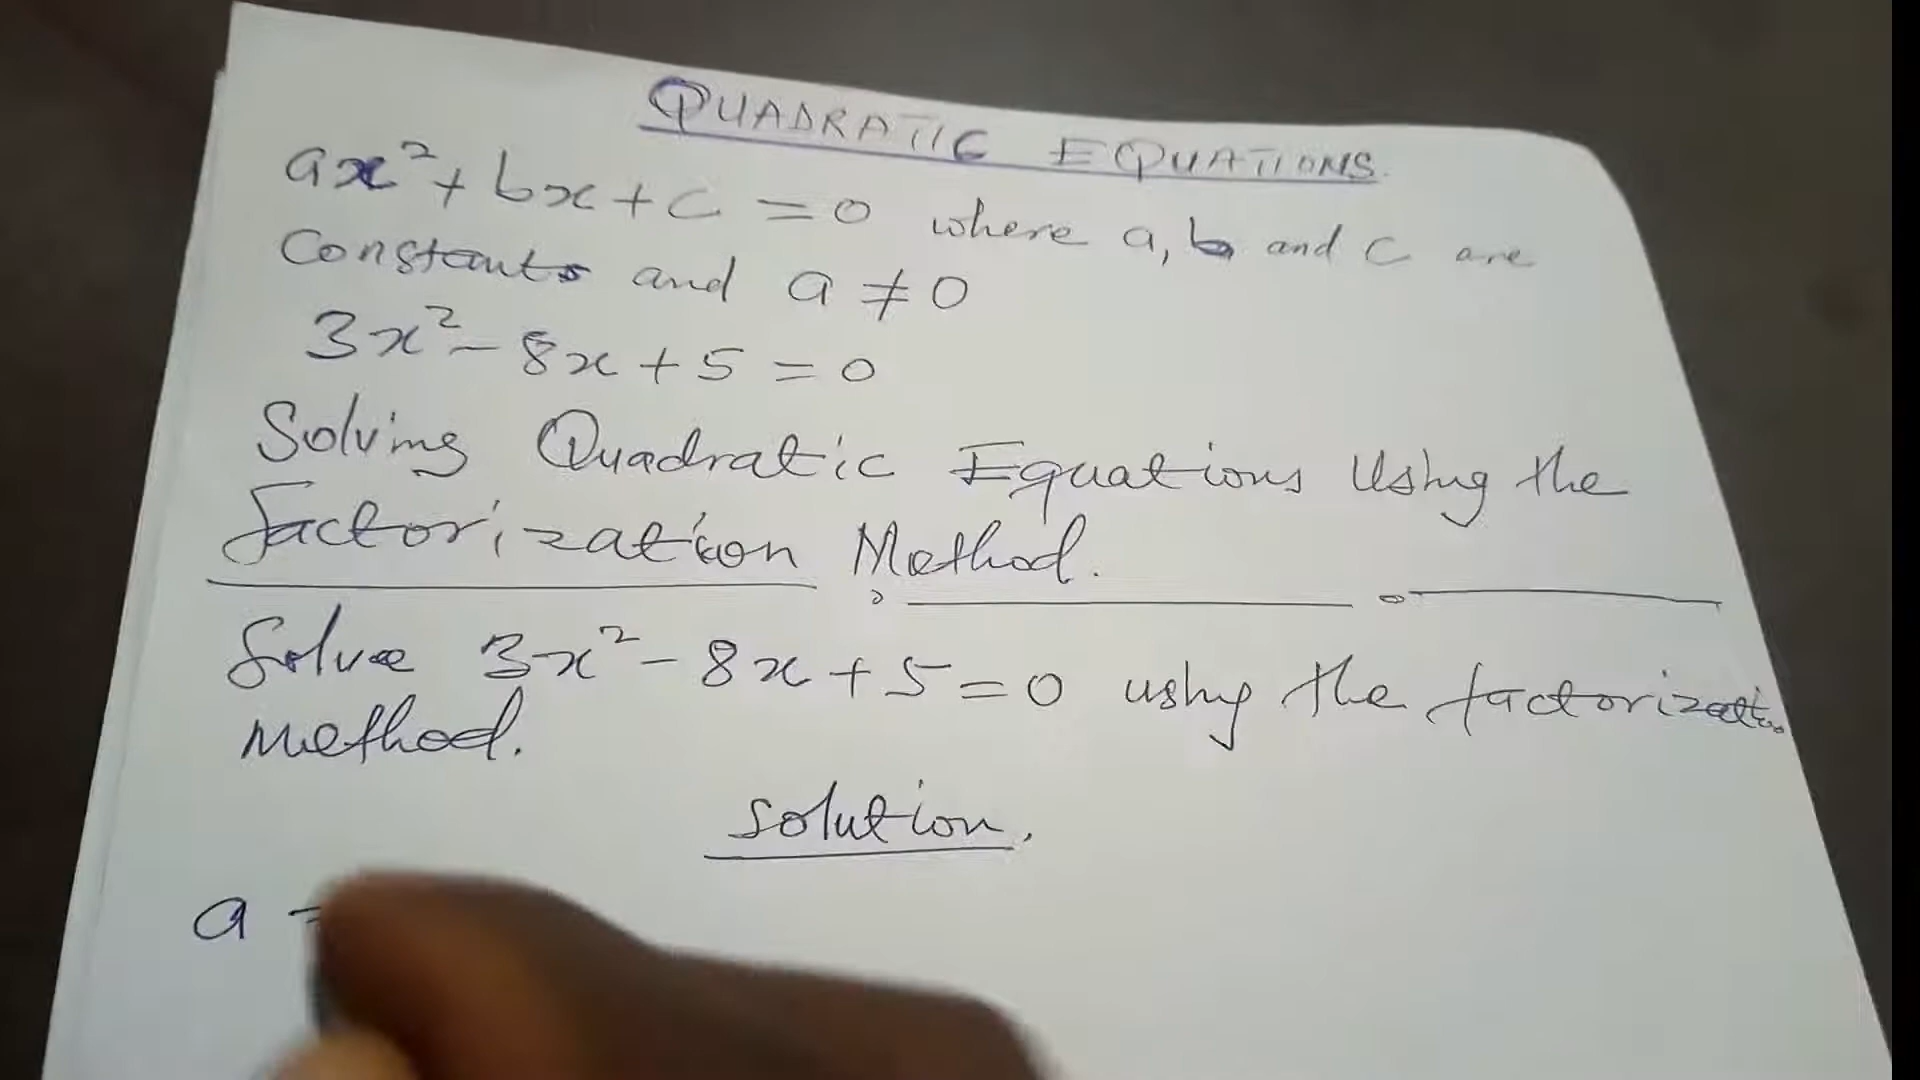 QUADRATIC EQUATIONS.
ax² + bx + c = 0 where a, b and c are
Constants and a ≠ 0
3x² - 8x + 5 = 0
Solving Quadratic Equations Using the
Factorization Method.
Solve 3x² - 8x + 5 = 0 using the factorization
method.
Solution.
a =